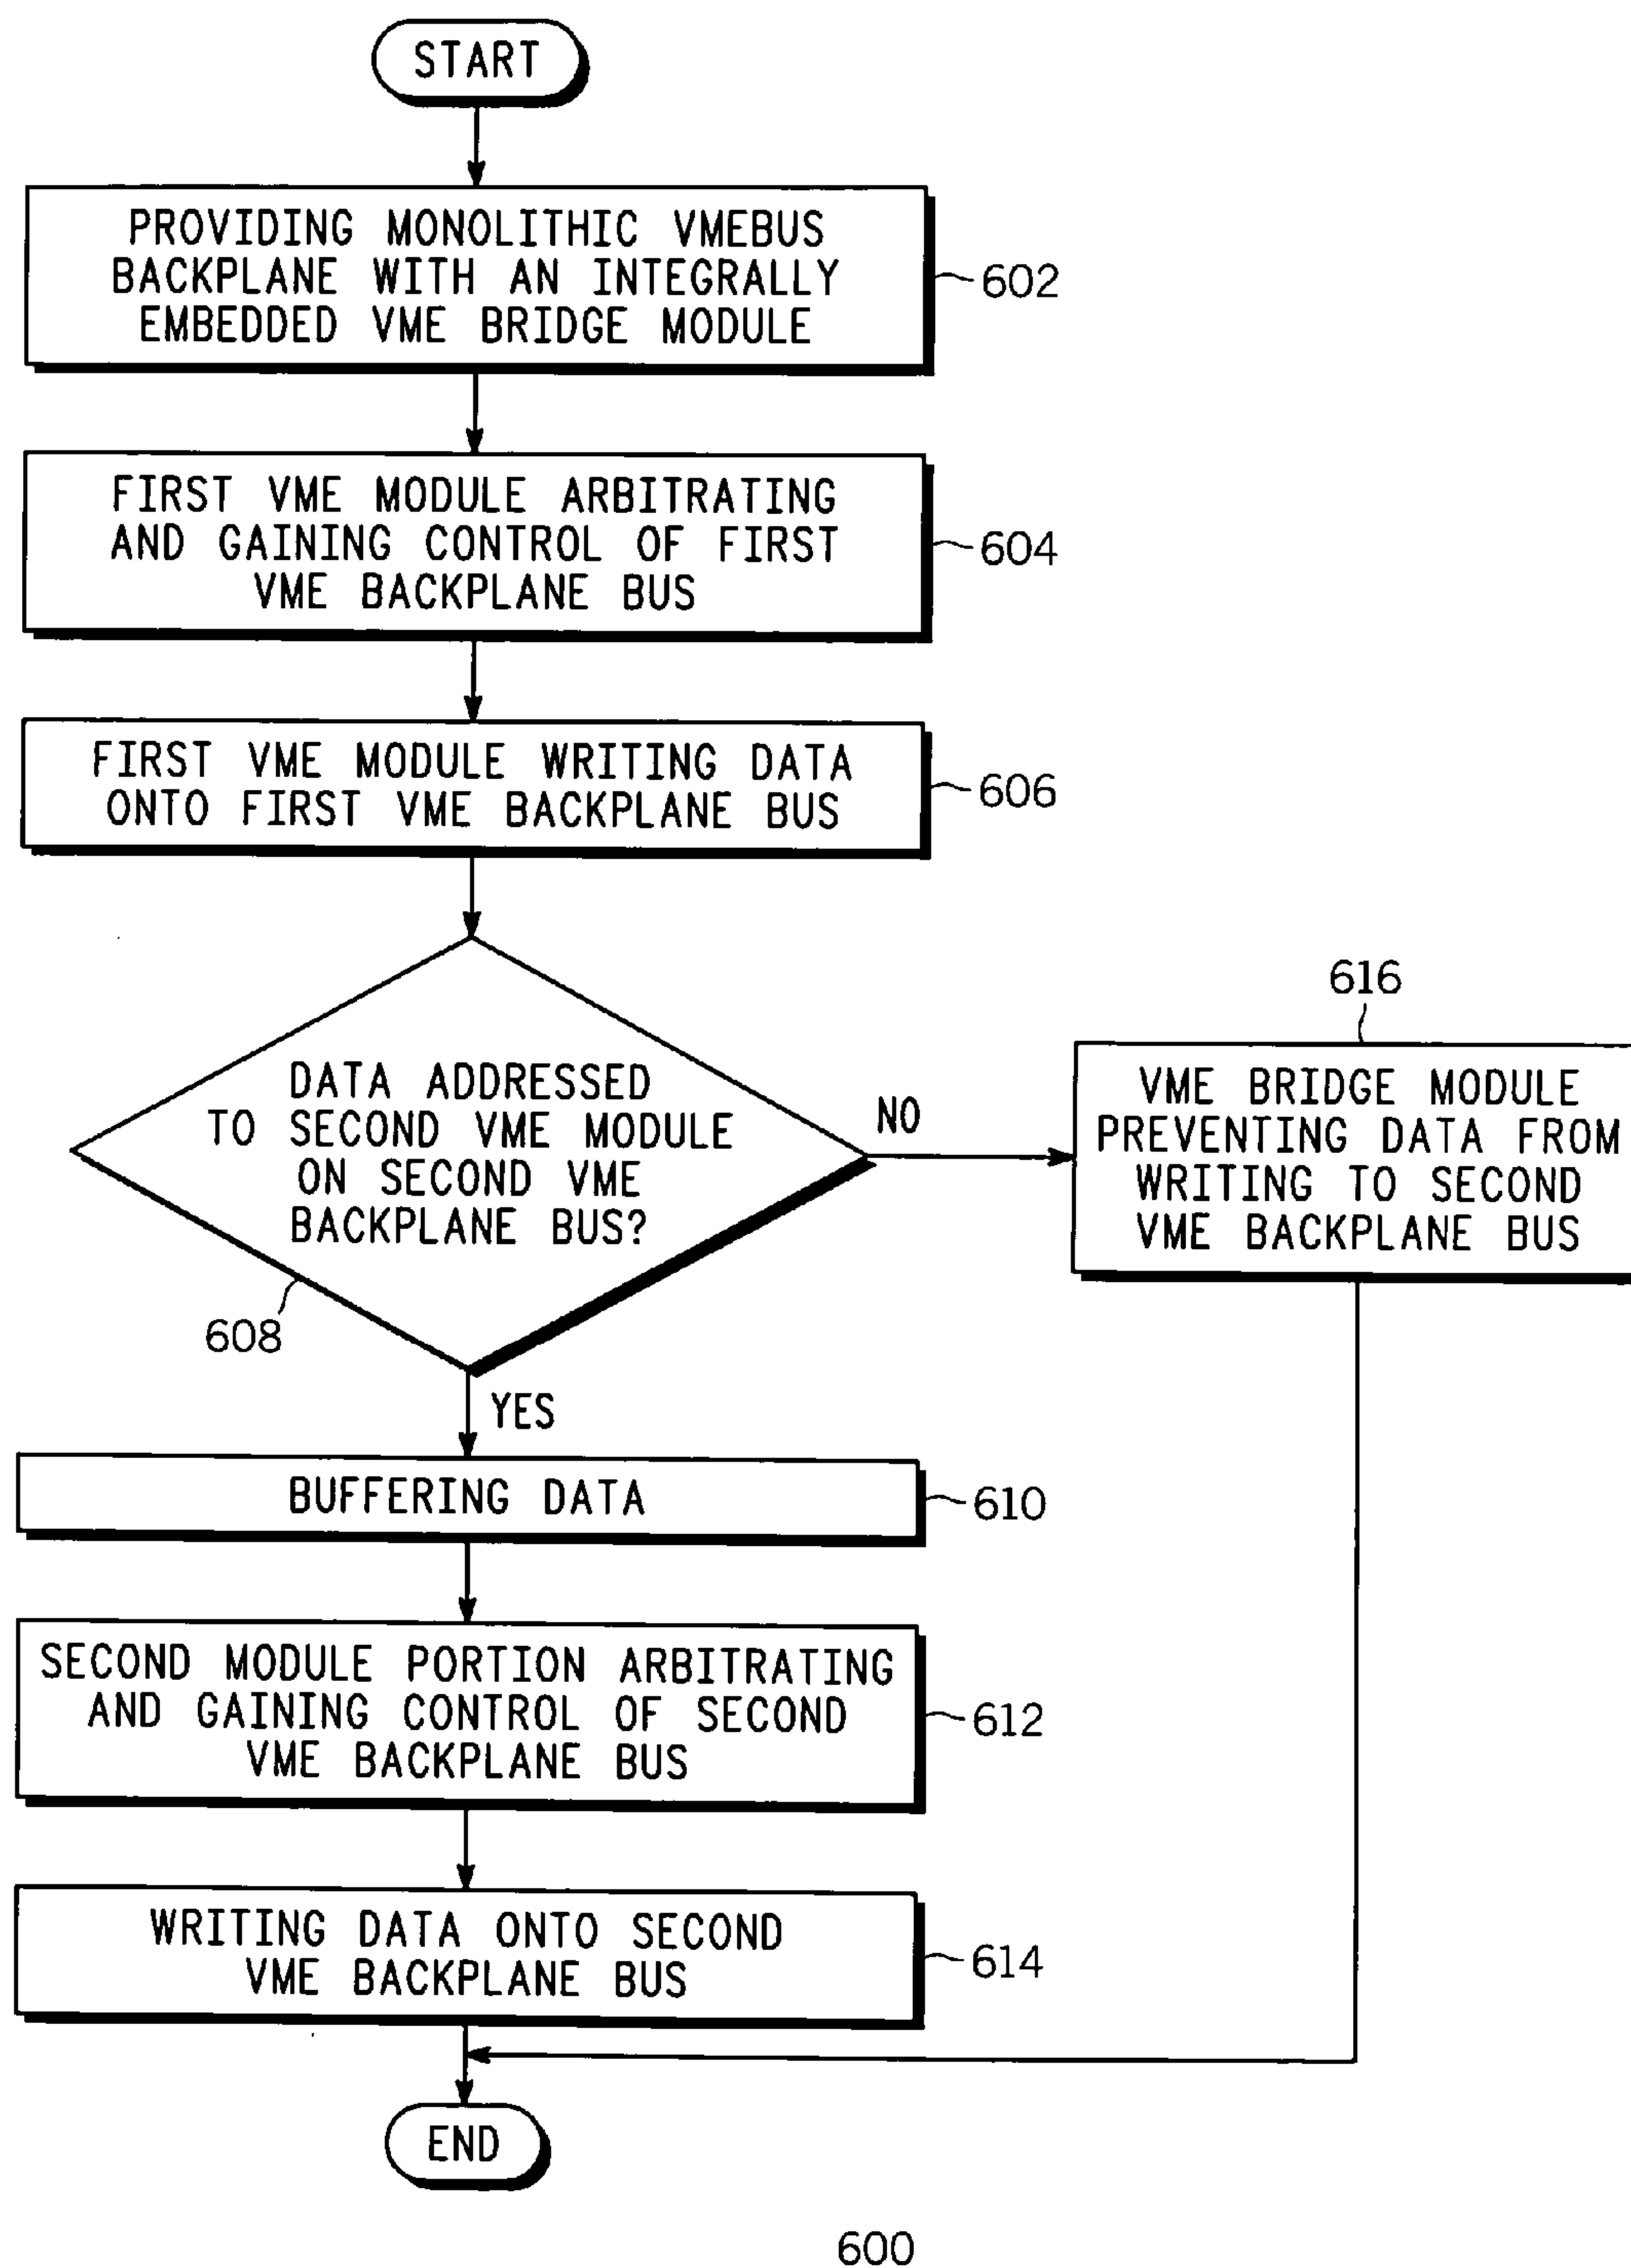 START
PROVIDING MONOLITHIC VMEBUS
BACKPLANE WITH AN INTEGRALLY
EMBEDDED VME BRIDGE MODULE
602
FIRST VME MODULE ARBITRATING
AND GAINING CONTROL OF FIRST
VME BACKPLANE BUS
604
FIRST VME MODULE WRITING DATA
ONTO FIRST VME BACKPLANE BUS
606
DATA ADDRESSED
TO SECOND VME MODULE
ON SECOND VME
BACKPLANE BUS?
608
NO
616
VME BRIDGE MODULE
PREVENTING DATA FROM
WRITING TO SECOND
VME BACKPLANE BUS
YES
BUFFERING DATA
610
SECOND MODULE PORTION ARBITRATING
AND GAINING CONTROL OF SECOND
VME BACKPLANE BUS
612
WRITING DATA ONTO SECOND
VME BACKPLANE BUS
614
END
600